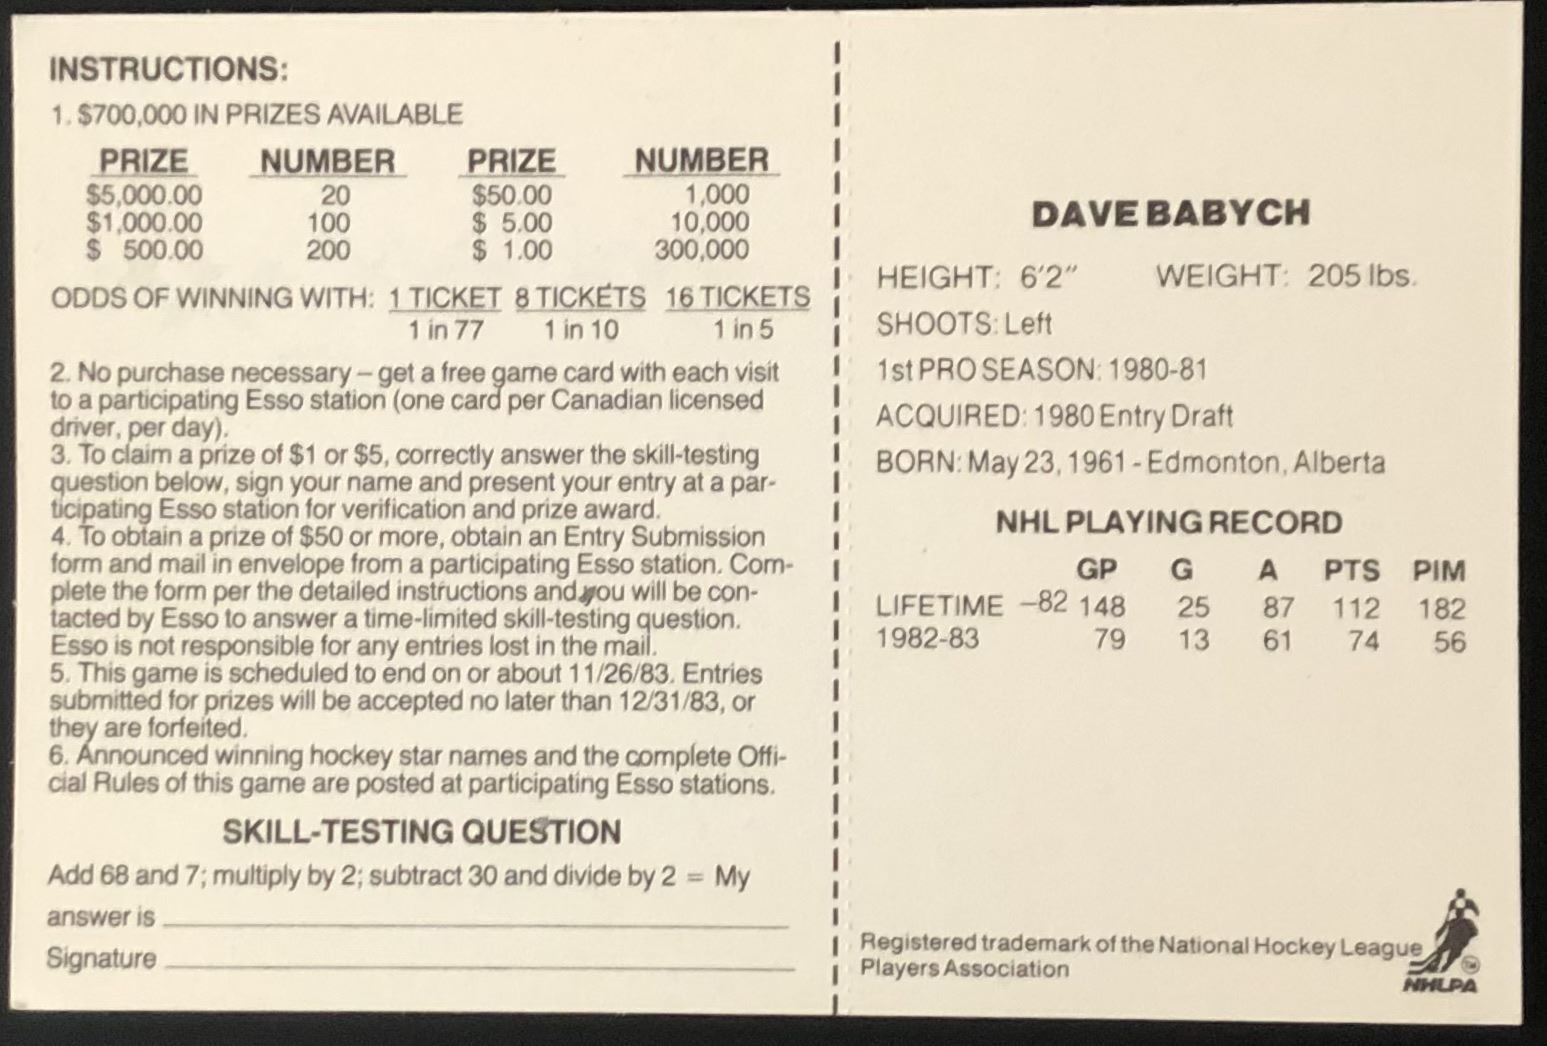 INSTRUCTIONS:
1. $700,000 IN PRIZES AVAILABLE
PRIZE NUMBER PRIZE NUMBER
$5,000.00 20 $50.00 1,000
$1,000.00 100 $ 5.00 10,000
$ 500.00 200 $ 1.00 300,000
ODDS OF WINNING WITH: 1 TICKET 8 TICKETS 16 TICKETS
1 in 77 1 in 10 1 in 5
2. No purchase necessary – get a free game card with each visit
to a participating Esso station (one card per Canadian licensed
driver, per day).
3. To claim a prize of $1 or $5, correctly answer the skill-testing
question below, sign your name and present your entry at a par-
ticipating Esso station for verification and prize award.
4. To obtain a prize of $50 or more, obtain an Entry Submission
form and mail in envelope from a participating Esso station. Com-
plete the form per the detailed instructions and you will be con-
tacted by Esso to answer a time-limited skill-testing question.
Esso is not responsible for any entries lost in the mail.
5. This game is scheduled to end on or about 11/26/83. Entries
submitted for prizes will be accepted no later than 12/31/83, or
they are forfeited.
6. Announced winning hockey star names and the complete Offi-
cial Rules of this game are posted at participating Esso stations.
SKILL-TESTING QUESTION
Add 68 and 7; multiply by 2; subtract 30 and divide by 2 = My
answer is
Signature
DAVE BABYCH
HEIGHT: 6'2" WEIGHT: 205 lbs.
SHOOTS: Left
1st PRO SEASON: 1980-81
ACQUIRED: 1980 Entry Draft
BORN: May 23, 1961 - Edmonton, Alberta
NHL PLAYING RECORD
GP G A PTS PIM
LIFETIME –82 148 25 87 112 182
1982-83 79 13 61 74 56
Registered trademark of the National Hockey League
Players Association
TM
NHLPA